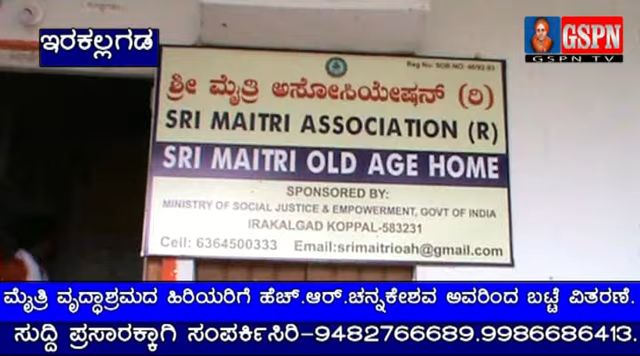 ಇರಕಲ್ಲಗಡ
GSPN
GSPN TV
ಶ್ರೀ ಮೈತ್ರಿ ಅಸೋಸಿಯೇಷನ್ (ರಿ)
SRI MAITRI ASSOCIATION (R)
SRI MAITRI OLD AGE HOME
SPONSORED BY:
MINISTRY OF SOCIAL JUSTICE & EMPOWERMENT, GOVT OF INDIA
IRAKALGAD KOPPAL-583231
Cell: 6364500333 Email:srimaitrioah@gmail.com
ಮೈತ್ರಿ ವೃದ್ಧಾಶ್ರಮದ ಹಿರಿಯರಿಗೆ ಹೆಚ್.ಆರ್.ಚನ್ನಕೇಶವ ಅವರಿಂದ ಬಟ್ಟೆ ವಿತರಣೆ.
ಸುದ್ದಿ ಪ್ರಸಾರಕ್ಕಾಗಿ ಸಂಪರ್ಕಿಸಿರಿ-9482766689.9986686413.